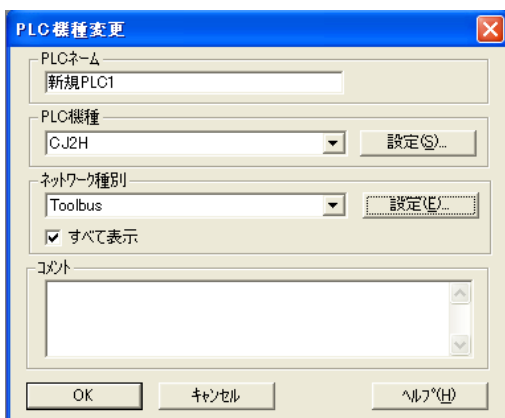 PLC機種変更
PLCネーム
新規PLC1
PLC機種
CJ2H
設定(S)...
ネットワーク種別
Toolbus
設定(E)...
すべて表示
コメント
OK
キャンセル
ヘルプ(H)